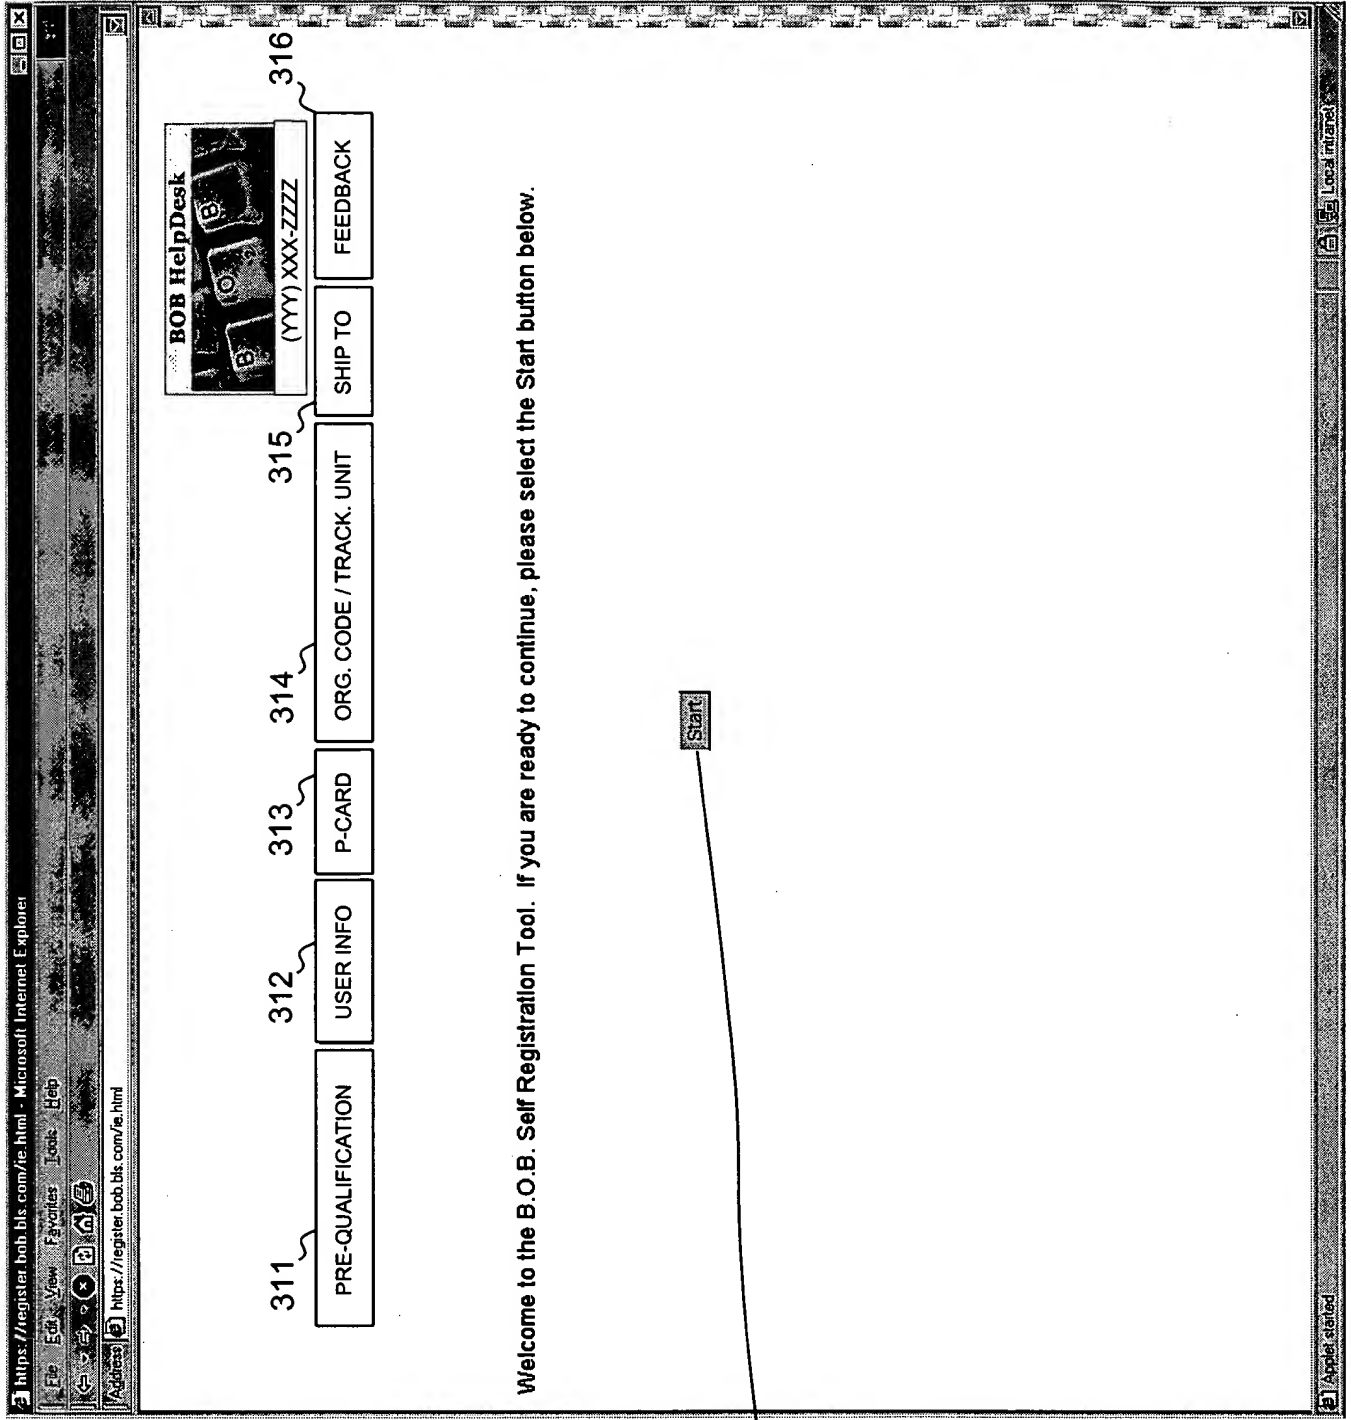 https://register.bob.bls.com/ie.html - Microsoft Internet Explorer
File Edit View Favorites Tools Help
Address https://register.bob.bls.com/ie.html
BOB HelpDesk
B O B
(YYY) XXX-ZZZZ
311 312 313 314 315 316
PRE-QUALIFICATION USER INFO P-CARD ORG. CODE / TRACK. UNIT SHIP TO FEEDBACK
Welcome to the B.O.B. Self Registration Tool. If you are ready to continue, please select the Start button below.
Start
Applet started Local intranet